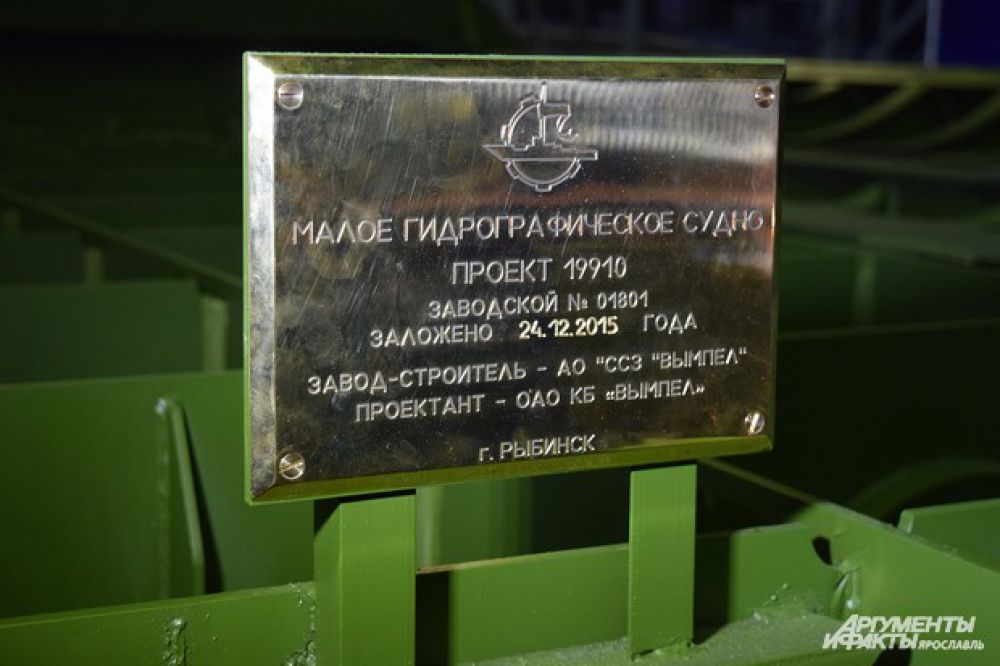 МАЛОЕ ГИДРОГРАФИЧЕСКОЕ СУДНО
ПРОЕКТ 19910
ЗАВОДСКОЙ № 01801
ЗАЛОЖЕНО 24.12.2015 ГОДА
ЗАВОД-СТРОИТЕЛЬ - АО "ССЗ "ВЫМПЕЛ"
ПРОЕКТАНТ - ОАО КБ «ВЫМПЕЛ»
г. РЫБИНСК
АРГУМЕНТЫ
И ФАКТЫ ЯРОСЛАВЛЬ